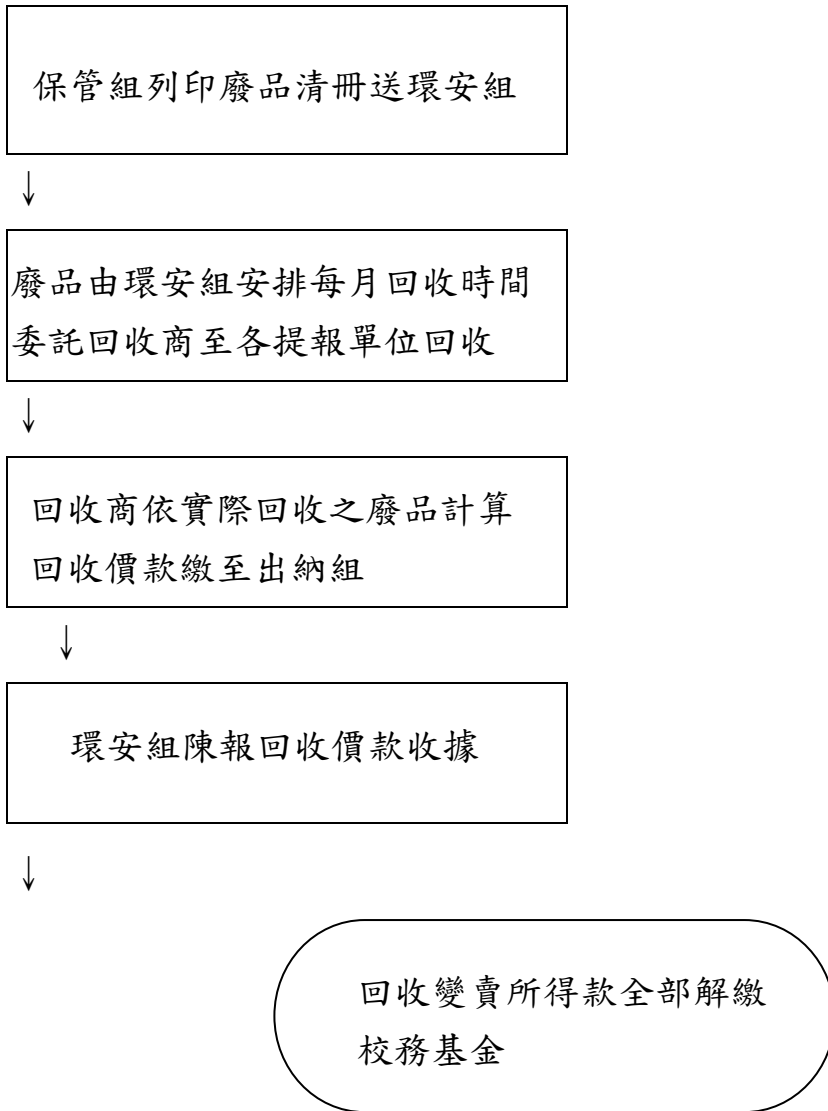 保管組列印廢品清冊送環安組
↓
廢品由環安組安排每月回收時間
委託回收商至各提報單位回收
↓
回收商依實際回收之廢品計算
回收價款繳至出納組
↓
環安組陳報回收價款收據
↓
回收變賣所得款全部解繳
校務基金